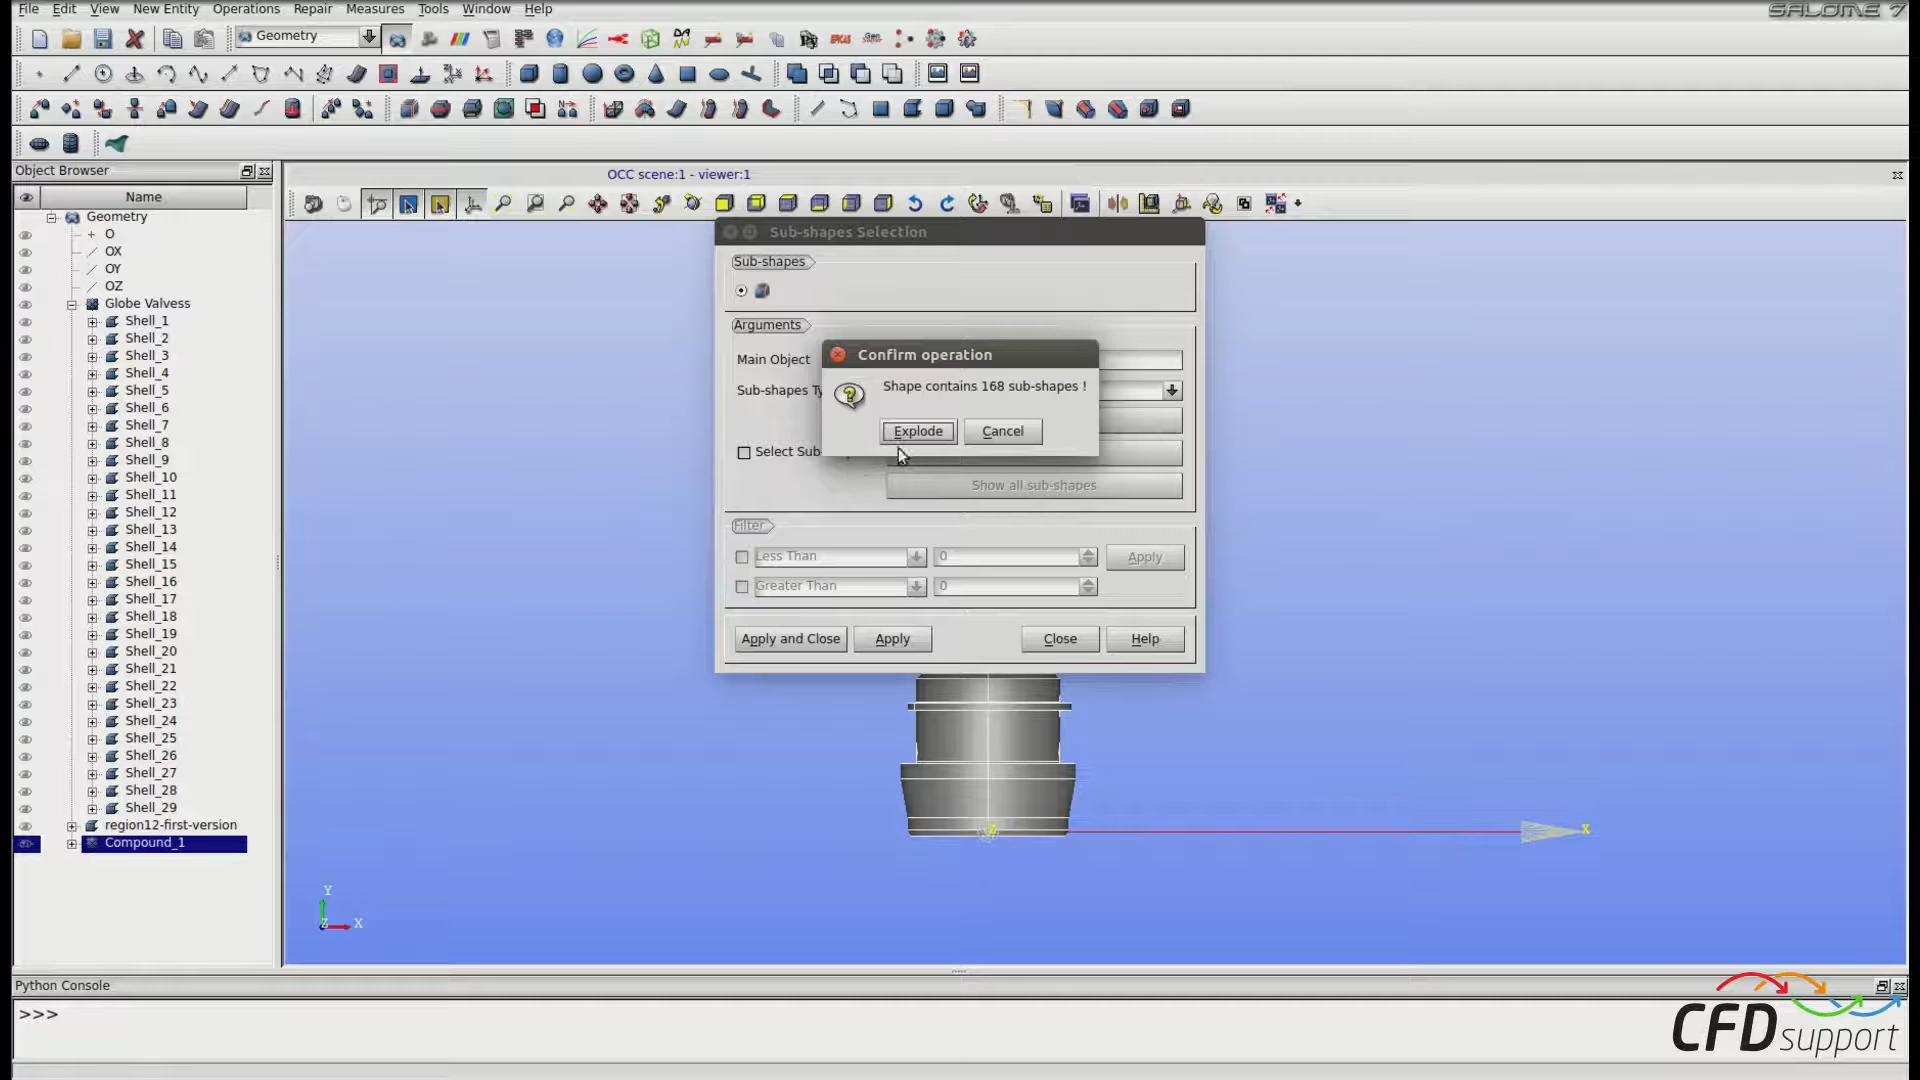 File Edit View New Entity Operations Repair Measures Tools Window Help
SALOME 7
Geometry
Object Browser
OCC scene:1 - viewer:1
Name
Geometry
O
OX
OY
OZ
Globe Valvess
Shell_1
Shell_2
Shell_3
Shell_4
Shell_5
Shell_6
Shell_7
Shell_8
Shell_9
Shell_10
Shell_11
Shell_12
Shell_13
Shell_14
Shell_15
Shell_16
Shell_17
Shell_18
Shell_19
Shell_20
Shell_21
Shell_22
Shell_23
Shell_24
Shell_25
Shell_26
Shell_27
Shell_28
Shell_29
region12-first-version
Compound_1
Sub-shapes Selection
Sub-shapes
Arguments
Main Object
Sub-shapes Ty
Select Sub-
Confirm operation
Shape contains 168 sub-shapes !
Explode Cancel
Show all sub-shapes
Filter
Less Than 0 Apply
Greater Than 0
Apply and Close Apply Close Help
Z
X
Y
Z
X
Python Console
>>>
CFD support